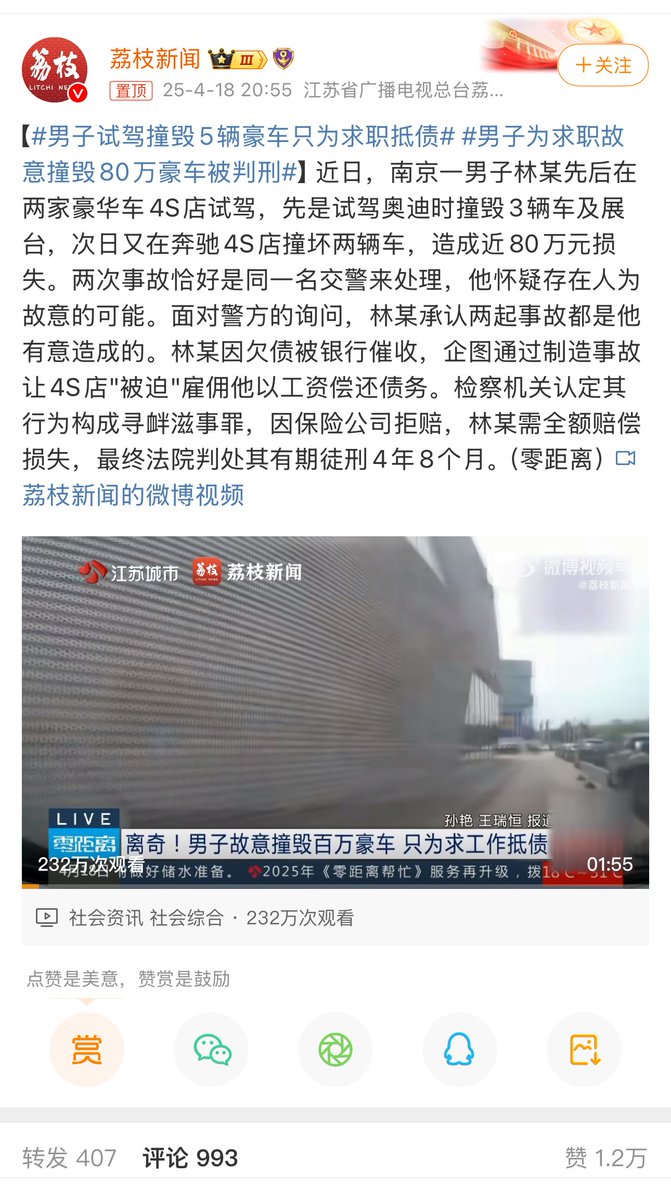 荔枝
LITCHI NE
荔枝新闻
III
+关注
置顶 25-4-18 20:55 江苏省广播电视总台荔...
【#男子试驾撞毁5辆豪车只为求职抵债# #男子为求职故
意撞毁80万豪车被判刑#】近日，南京一男子林某先后在
两家豪华车4S店试驾，先是试驾奥迪时撞毁3辆车及展
台，次日又在奔驰4S店撞坏两辆车，造成近80万元损
失。两次事故恰好是同一名交警来处理，他怀疑存在人为
故意的可能。面对警方的询问，林某承认两起事故都是他
有意造成的。林某因欠债被银行催收，企图通过制造事故
让4S店"被迫"雇佣他以工资偿还债务。检察机关认定其
行为构成寻衅滋事罪，因保险公司拒赔，林某需全额赔偿
损失，最终法院判处其有期徒刑4年8个月。（零距离）
荔枝新闻的微博视频
江苏城市 荔枝 荔枝新闻
微博视频号
@荔枝新闻
孙艳 王瑞恒 报道
LIVE
零距离 离奇！男子故意撞毁百万豪车 只为求工作抵债
232万次观看 01:55
做好储水准备。 2025年《零距离帮忙》服务再升级，拨
社会资讯 社会综合 · 232万次观看
点赞是美意，赞赏是鼓励
赏
转发 407 评论 993 赞 1.2万